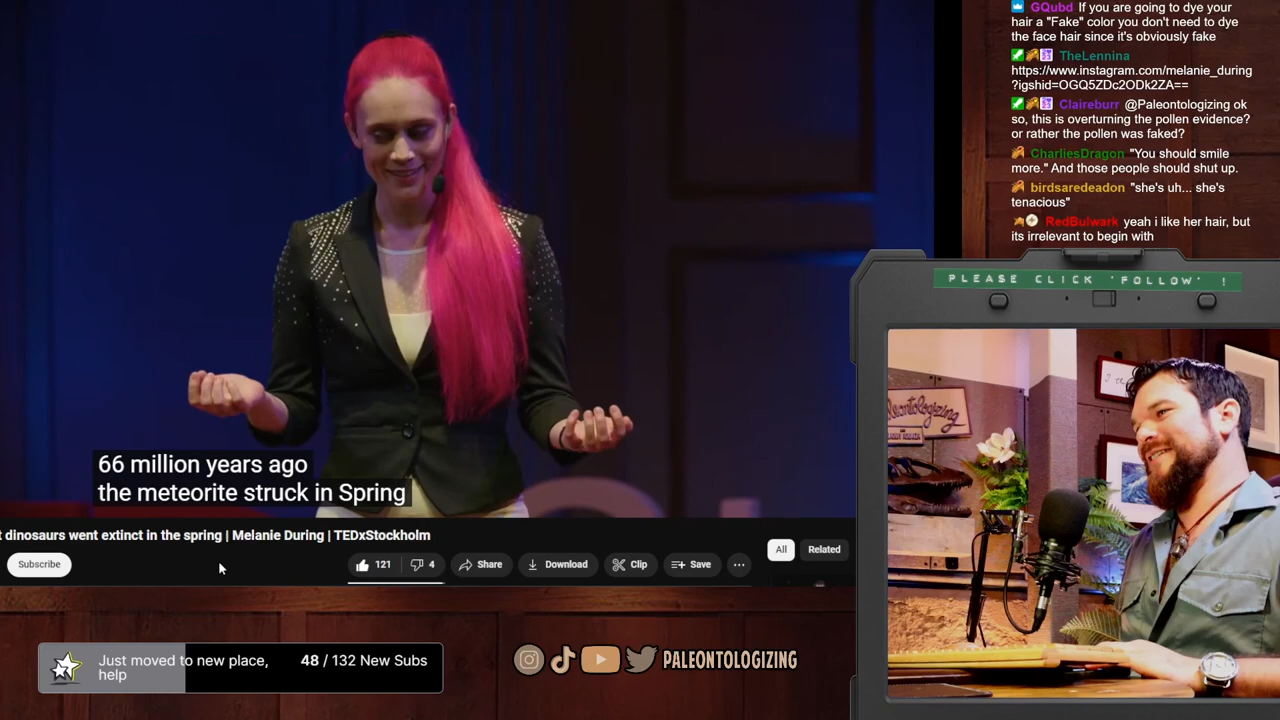 GQubd If you are going to dye your
hair a "Fake" color you don't need to dye
the face hair since it's obviously fake
TheLennina
https://www.instagram.com/melanie_during
?igshid=OGQ5ZDc2ODk2ZA==
Claireburr @Paleontologizing ok
so, this is overturning the pollen evidence?
or rather the pollen was faked?
CharliesDragon "You should smile
more." And those people should shut up.
birdsaredeadon "she's uh... she's
tenacious"
RedBulwark yeah i like her hair, but
its irrelevant to begin with
PLEASE CLICK "FOLLOW" !
66 million years ago
the meteorite struck in Spring
t dinosaurs went extinct in the spring | Melanie During | TEDxStockholm
All
Related
Subscribe
121
4
Share
Download
Clip
Save
Just moved to new place,
help
48 / 132 New Subs
PALEONTOLOGIZING